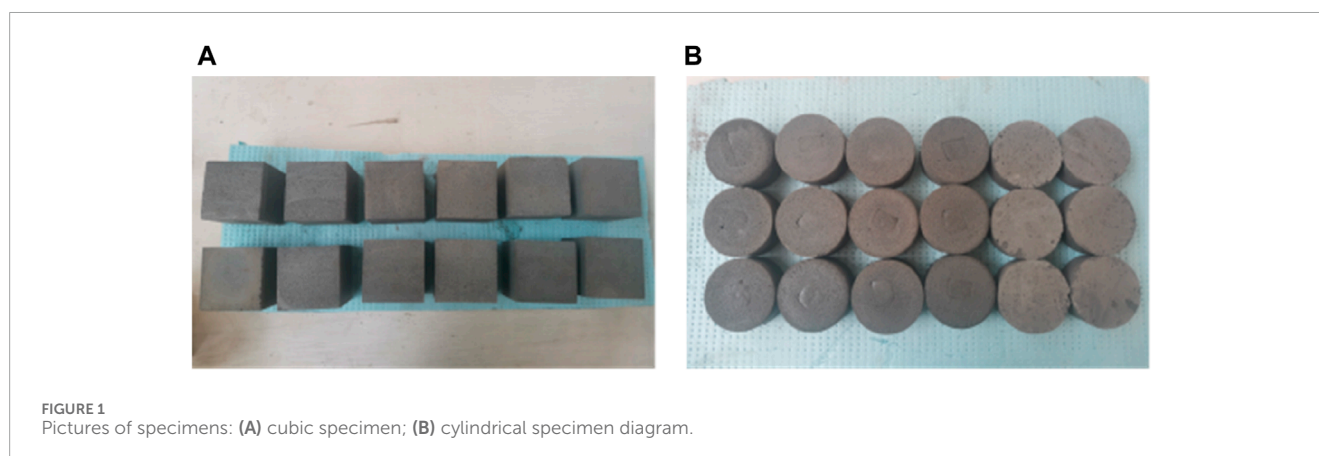 A
B
FIGURE 1
Pictures of specimens: (A) cubic specimen; (B) cylindrical specimen diagram.